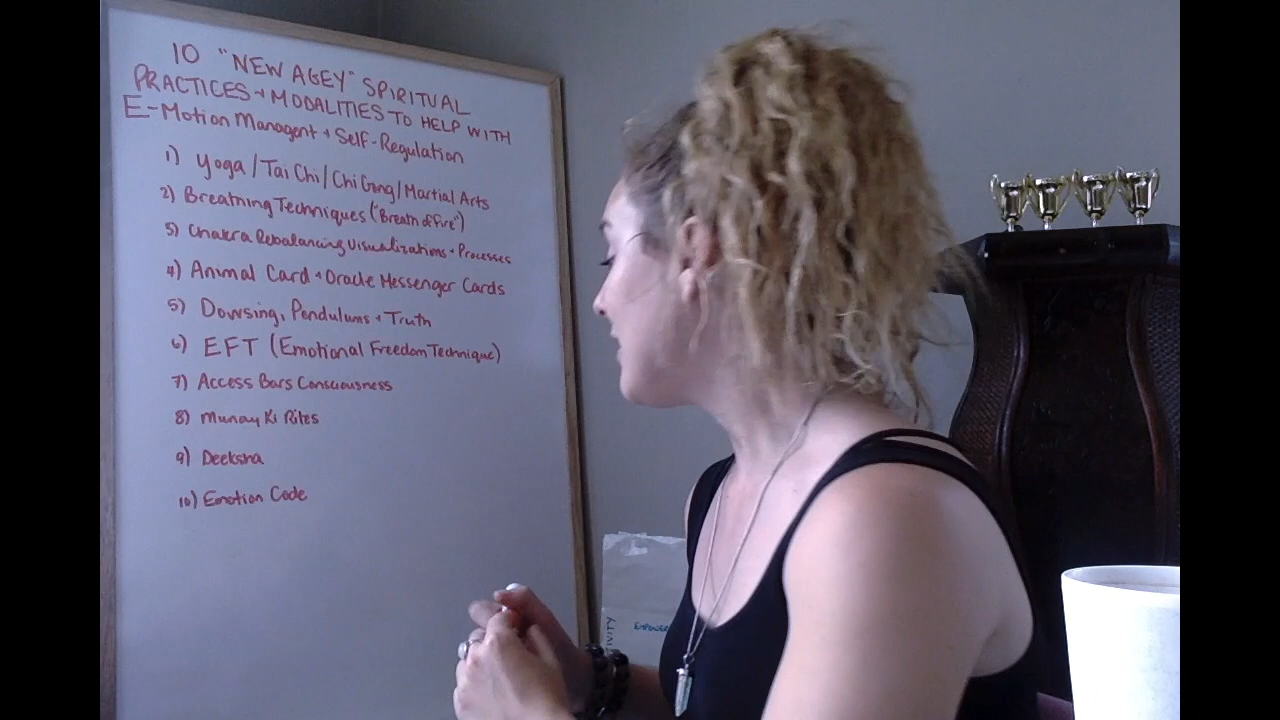 10 "NEW AGEY" SPIRITUAL
PRACTICES + MODALITIES TO HELP WITH
E-Motion Managent + Self-Regulation
1) Yoga / Tai Chi / Chi Gong / Martial Arts
2) Breathing Techniques ("Breath of Fire")
3) Chakra Rebalancing Visualizations + Processes
4) Animal Card + Oracle Messenger Cards
5) Dowsing, Pendulums + Truth
6) EFT (Emotional Freedom Technique)
7) Access Bars Consciousness
8) Munay Ki Rites
9) Deeksha
10) Emotion Code
EMPOWER
VITY